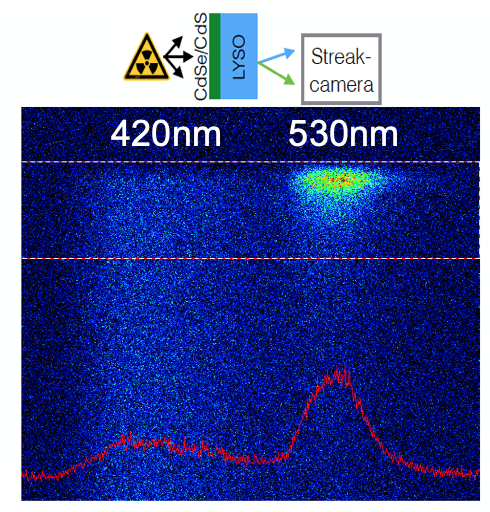 CdSe/CdS
LYSO
Streak-
camera
420nm
530nm